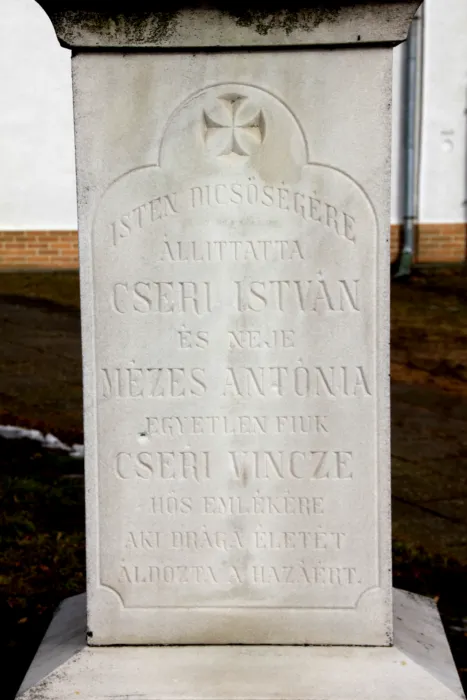 ISTEN DICSŐSÉGÉRE
ÁLLITTATTA
CSERI ISTVÁN
ÉS NEJE
MÉZES ANTÓNIA
EGYETLEN FIUK
CSERI VINCZE
HŐS EMLÉKÉRE
AKI DRÁGA ÉLETÉT
ÁLDOZTA A HAZÁÉRT.